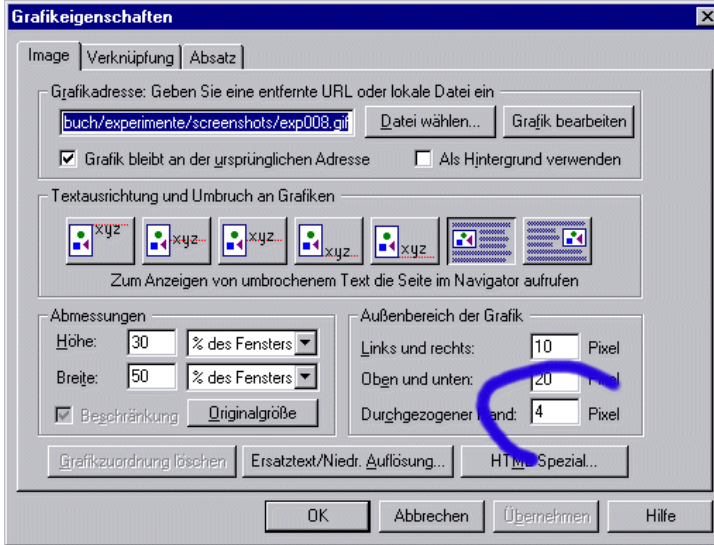 Grafikeigenschaften
Image Verknüpfung Absatz
Grafikadresse: Geben Sie eine entfernte URL oder lokale Datei ein
buch/experimente/screenshots/exp008.gif Datei wählen... Grafik bearbeiten
Grafik bleibt an der ursprünglichen Adresse Als Hintergrund verwenden
Textausrichtung und Umbruch an Grafiken
xyz xyz xyz xyz xyz
Zum Anzeigen von umbrochenem Text die Seite im Navigator aufrufen
Abmessungen Außenbereich der Grafik
Höhe: 30 % des Fensters Links und rechts: 10 Pixel
Breite: 50 % des Fensters Oben und unten: 20 Pixel
Beschränkung Originalgröße Durchgezogener 4 Pixel
Grafikzuordnung löschen Ersatztext/Niedr. Auflösung... Spezial...
OK Abbrechen Übernehmen Hilfe